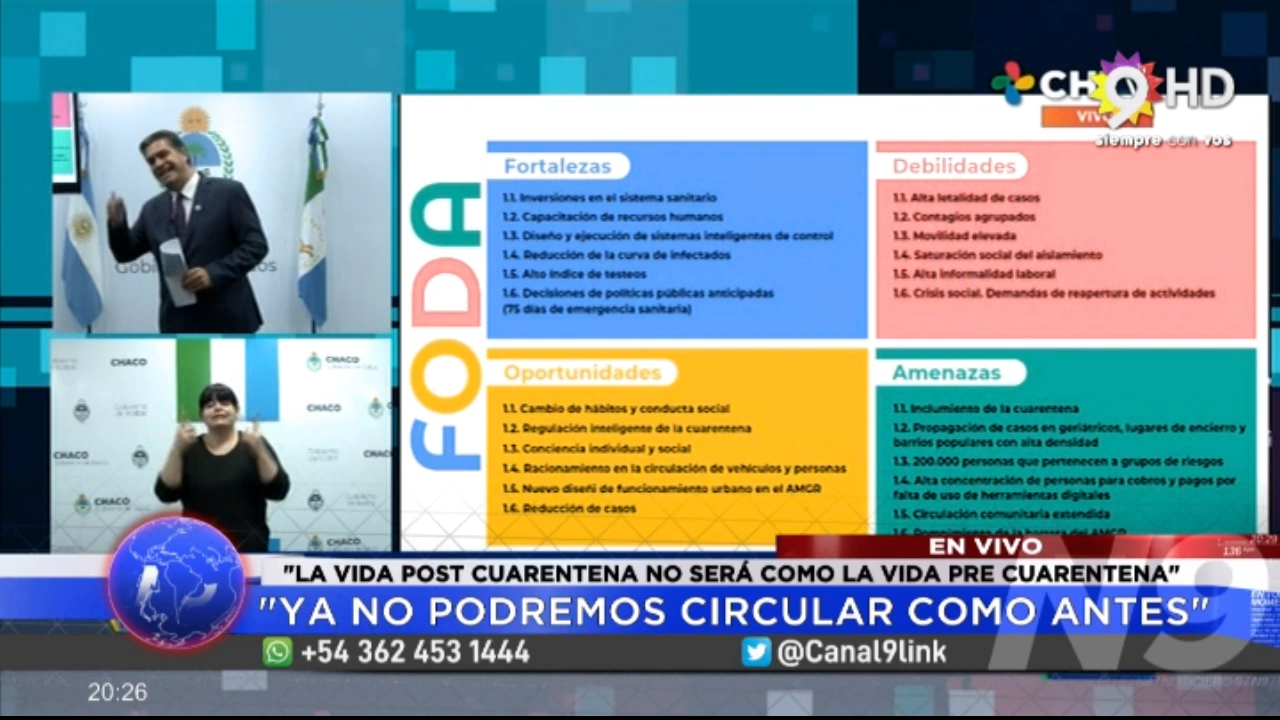 CH 9 HD
VIVO
siempre con vos
FODA
Fortalezas
1.1. Inversiones en el sistema sanitario
1.2. Capacitación de recursos humanos
1.3. Diseño y ejecución de sistemas inteligentes de control
1.4. Reducción de la curva de infectados
1.5. Alto índice de testeos
1.6. Decisiones de políticas públicas anticipadas
(75 días de emergencia sanitaria)
Debilidades
1.1. Alta letalidad de casos
1.2. Contagios agrupados
1.3. Movilidad elevada
1.4. Saturación social del aislamiento
1.5. Alta informalidad laboral
1.6. Crisis social. Demandas de reapertura de actividades
Oportunidades
1.1. Cambio de hábitos y conducta social
1.2. Regulación inteligente de la cuarentena
1.3. Conciencia individual y social
1.4. Racionamiento en la circulación de vehículos y personas
1.5. Nuevo diseñi de funcionamiento urbano en el AMGR
1.6. Reducción de casos
Amenazas
1.1. Inclumiento de la cuarentena
1.2. Propagación de casos en geriátricos, lugares de encierro y
barrios populares con alta densidad
1.3. 200.000 personas que pertenecen a grupos de riesgos
1.4. Alta concentración de personas para cobros y pagos por
falta de uso de herramientas digitales
1.5. Circulación comunitaria extendida
CHACO
CHACO
CHACO
CHACO
CHACO
CHACO
EN VIVO
"LA VIDA POST CUARENTENA NO SERÁ COMO LA VIDA PRE CUARENTENA"
"YA NO PODREMOS CIRCULAR COMO ANTES"
N9
+54 362 453 1444
@Canal9link
20:26